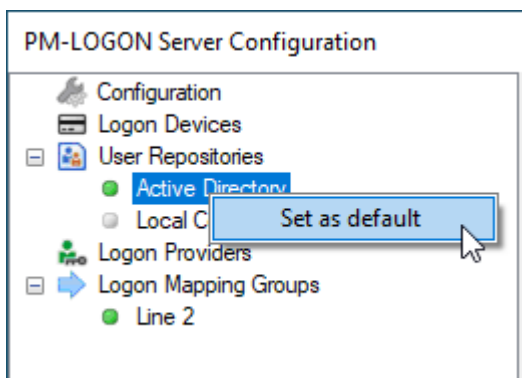 PM-LOGON Server Configuration
Configuration
Logon Devices
User Repositories
Active Directory
Local C
Set as default
Logon Providers
Logon Mapping Groups
Line 2